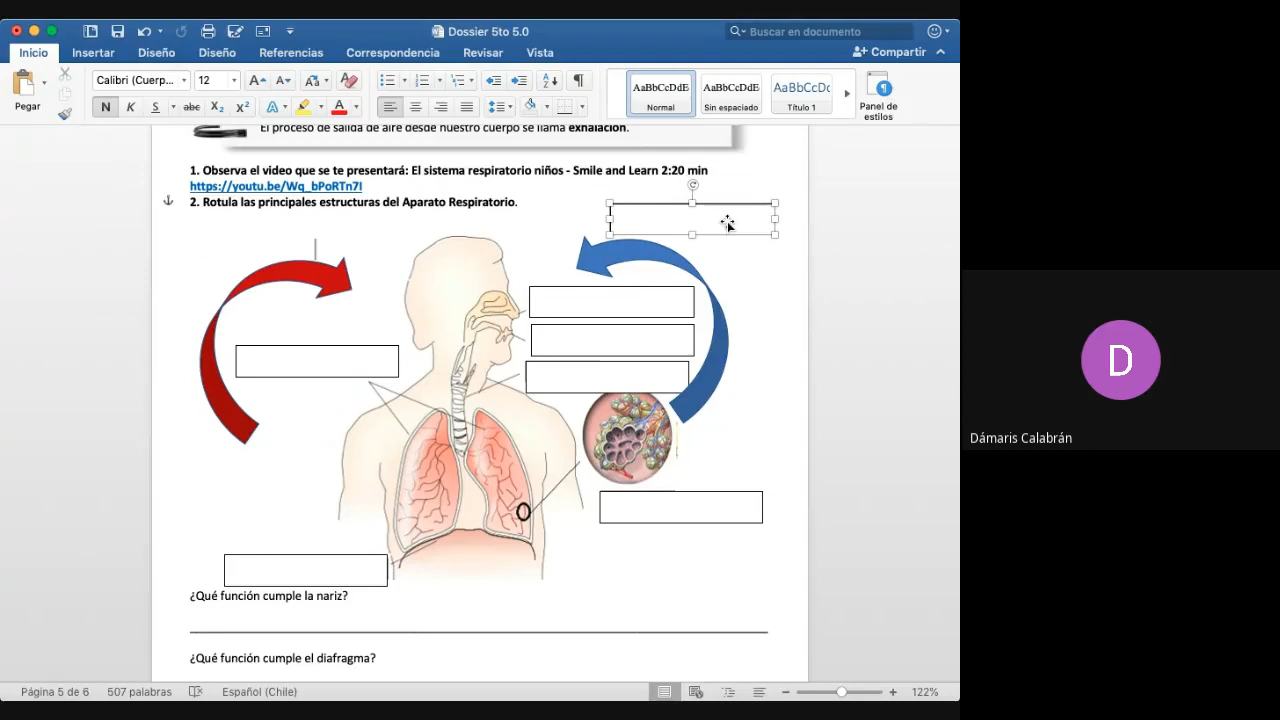 Dossier 5to 5.0
Buscar en documento
Inicio Insertar Diseño Diseño Referencias Correspondencia Revisar Vista
Compartir
Calibri (Cuerp... 12
Pegar
N K S abc X₂ X²
AaBbCcDdE AaBbCcDdE AaBbCcDc
Normal Sin espaciado Título 1
Panel de estilos
El proceso de salida de aire desde nuestro cuerpo se llama exhalación.
1. Observa el video que se te presentará: El sistema respiratorio niños - Smile and Learn 2:20 min
https://youtu.be/Wq_bPoRTn7I
2. Rotula las principales estructuras del Aparato Respiratorio.
¿Qué función cumple la nariz?
¿Qué función cumple el diafragma?
Página 5 de 6 507 palabras Español (Chile) 122%
D
Dámaris Calabrán